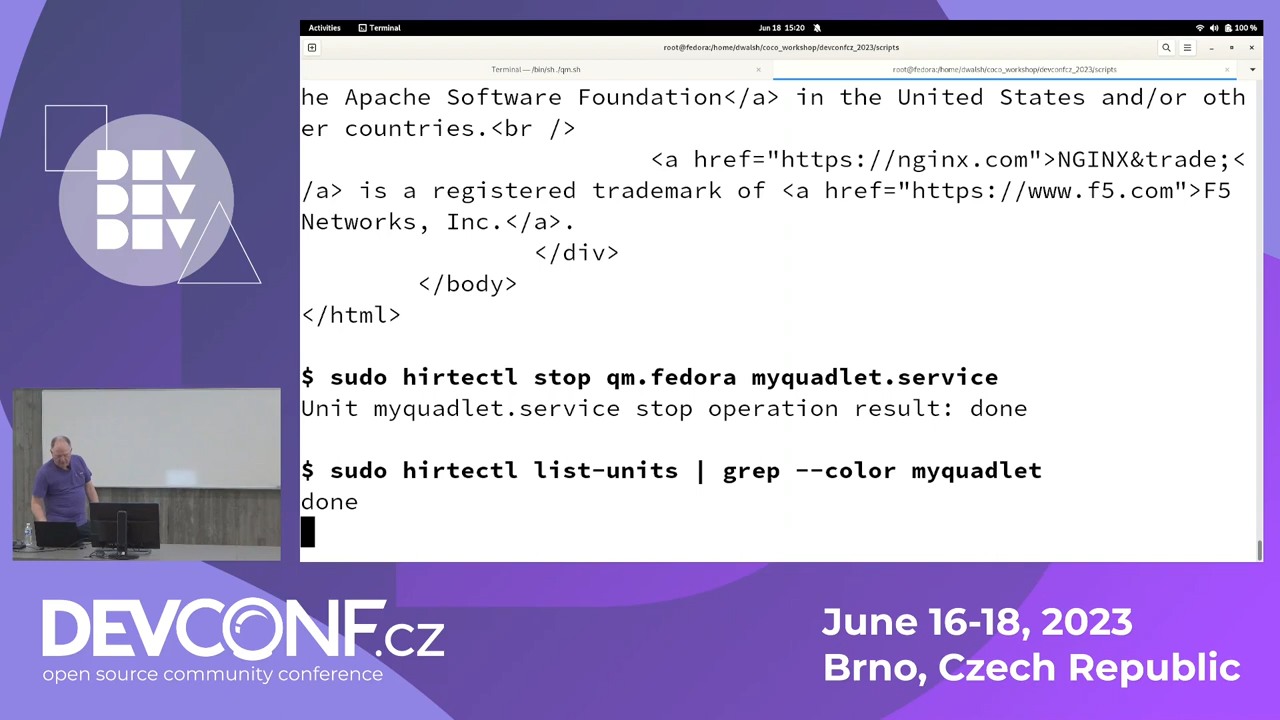 Activities Terminal Jun 18 15:20 100 %
root@fedora:/home/dwalsh/coco_workshop/devconfcz_2023/scripts
Terminal — /bin/sh ./qm.sh root@fedora:/home/dwalsh/coco_workshop/devconfcz_2023/scripts
he Apache Software Foundation</a> in the United States and/or oth
er countries.<br />
<a href="https://nginx.com">NGINX&trade;<
/a> is a registered trademark of <a href="https://www.f5.com">F5
Networks, Inc.</a>.
</div>
</body>
</html>
$ sudo hirtectl stop qm.fedora myquadlet.service
Unit myquadlet.service stop operation result: done
$ sudo hirtectl list-units | grep --color myquadlet
done
DEV
DEV
DEV
DEVCONF.CZ
open source community conference
June 16-18, 2023
Brno, Czech Republic